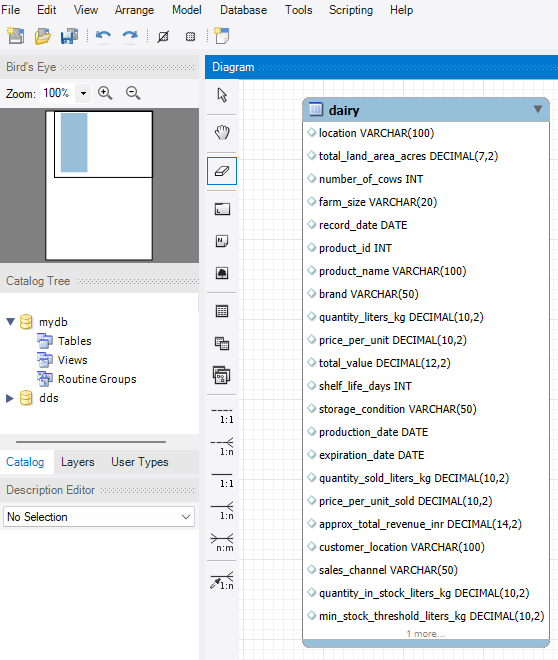 File Edit View Arrange Model Database Tools Scripting Help
Bird's Eye
Zoom: 100%
Catalog Tree
mydb
Tables
Views
Routine Groups
dds
Catalog Layers User Types
Description Editor
No Selection
Diagram
1:1
1:n
1:1
1:n
n:m
1:n
dairy
location VARCHAR(100)
total_land_area_acres DECIMAL(7,2)
number_of_cows INT
farm_size VARCHAR(20)
record_date DATE
product_id INT
product_name VARCHAR(100)
brand VARCHAR(50)
quantity_liters_kg DECIMAL(10,2)
price_per_unit DECIMAL(10,2)
total_value DECIMAL(12,2)
shelf_life_days INT
storage_condition VARCHAR(50)
production_date DATE
expiration_date DATE
quantity_sold_liters_kg DECIMAL(10,2)
price_per_unit_sold DECIMAL(10,2)
approx_total_revenue_inr DECIMAL(14,2)
customer_location VARCHAR(100)
sales_channel VARCHAR(50)
quantity_in_stock_liters_kg DECIMAL(10,2)
min_stock_threshold_liters_kg DECIMAL(10,2)
1 more...